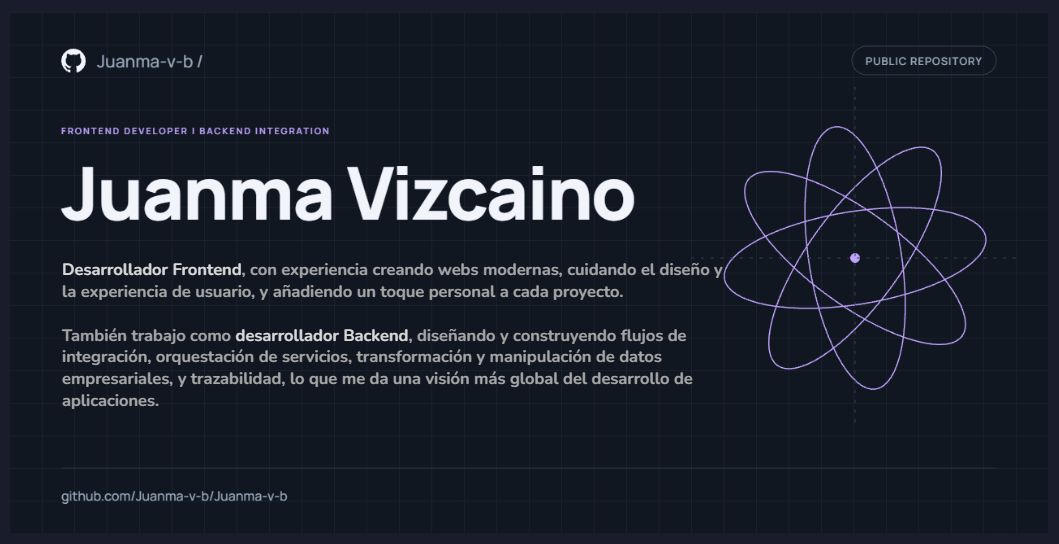 Juanma-v-b /
PUBLIC REPOSITORY
FRONTEND DEVELOPER | BACKEND INTEGRATION
Juanma Vizcaino
Desarrollador Frontend, con experiencia creando webs modernas, cuidando el diseño y
la experiencia de usuario, y añadiendo un toque personal a cada proyecto.
También trabajo como desarrollador Backend, diseñando y construyendo flujos de
integración, orquestación de servicios, transformación y manipulación de datos
empresariales, y trazabilidad, lo que me da una visión más global del desarrollo de
aplicaciones.
github.com/Juanma-v-b/Juanma-v-b